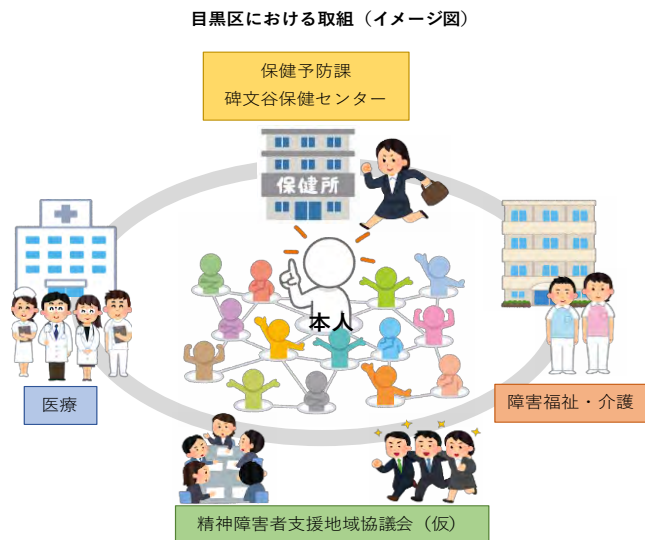 目黒区における取組（イメージ図）
保健予防課
碑文谷保健センター
保健所
本人
医療
障害福祉・介護
精神障害者支援地域協議会（仮）